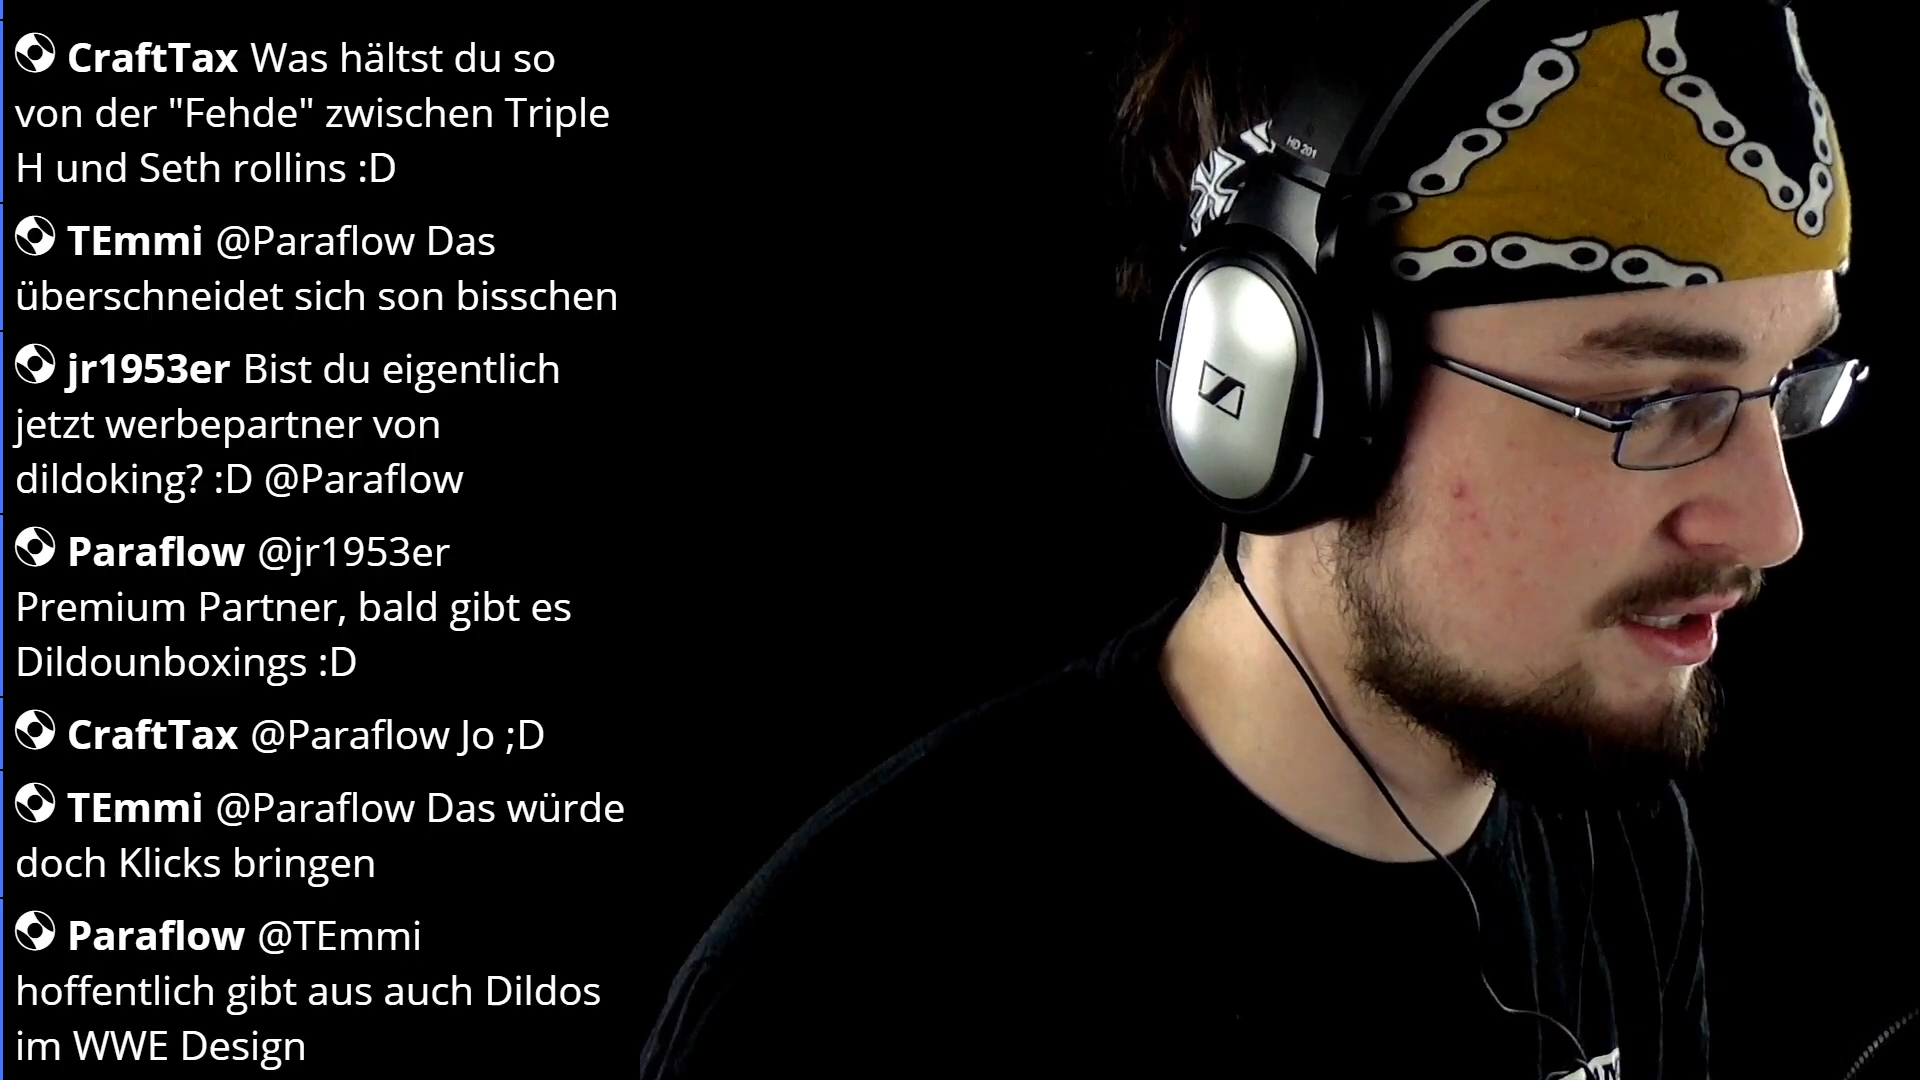 CraftTax Was hältst du so
von der "Fehde" zwischen Triple
H und Seth rollins :D
TEmmi @Paraflow Das
überschneidet sich son bisschen
jr1953er Bist du eigentlich
jetzt werbepartner von
dildoking? :D @Paraflow
Paraflow @jr1953er
Premium Partner, bald gibt es
Dildounboxings :D
CraftTax @Paraflow Jo ;D
TEmmi @Paraflow Das würde
doch Klicks bringen
Paraflow @TEmmi
hoffentlich gibt aus auch Dildos
im WWE Design
HD 201